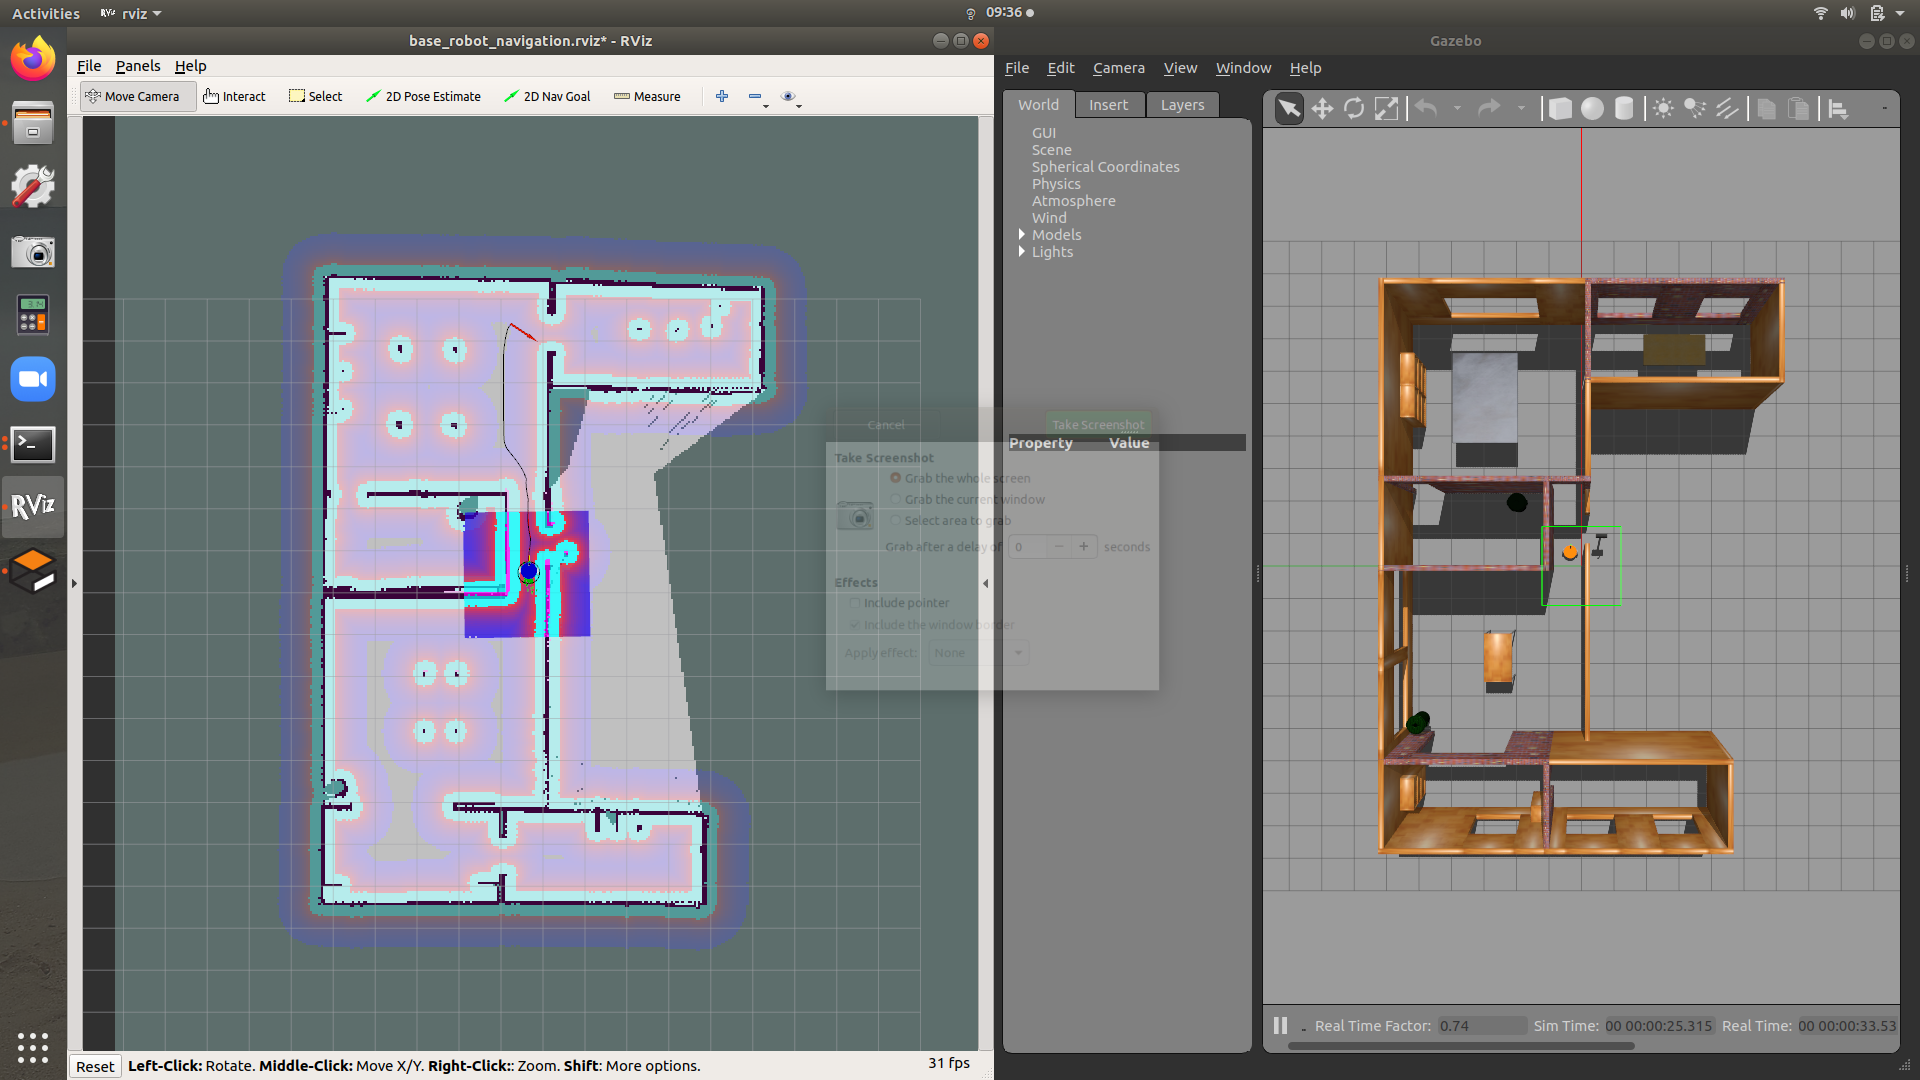 Activities
rviz
09:36
base_robot_navigation.rviz* - RViz
File Panels Help
Move Camera Interact Select 2D Pose Estimate 2D Nav Goal Measure
Gazebo
File Edit Camera View Window Help
World Insert Layers
GUI
Scene
Spherical Coordinates
Physics
Atmosphere
Wind
Models
Lights
Cancel Take Screenshot
Property Value
Take Screenshot
Grab the whole screen
Grab the current window
Select area to grab
Grab after a delay of 0 seconds
Effects
Include pointer
Include the window border
Apply effect: None
RViz
Real Time Factor: 0.74 Sim Time: 00 00:00:25.315 Real Time: 00 00:00:33.53
Reset Left-Click: Rotate. Middle-Click: Move X/Y. Right-Click:: Zoom. Shift: More options. 31 fps